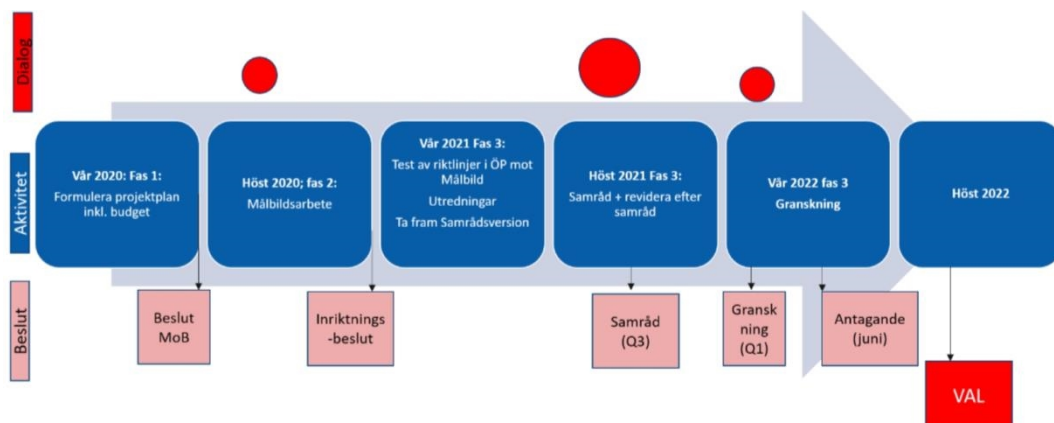 Dialog
Aktivitet
Vår 2020: Fas 1:
Formulera projektplan
inkl. budget
Höst 2020; fas 2:
Målbildsarbete
Vår 2021 Fas 3:
Test av riktlinjer i ÖP mot
Målbild
Utredningar
Ta fram Samrådsversion
Höst 2021 Fas 3:
Samråd + revidera efter
samråd
Vår 2022 fas 3
Granskning
Höst 2022
Beslut
Beslut
MoB
Inriktnings
-beslut
Samråd
(Q3)
Gransk
ning
(Q1)
Antagande
(juni)
VAL